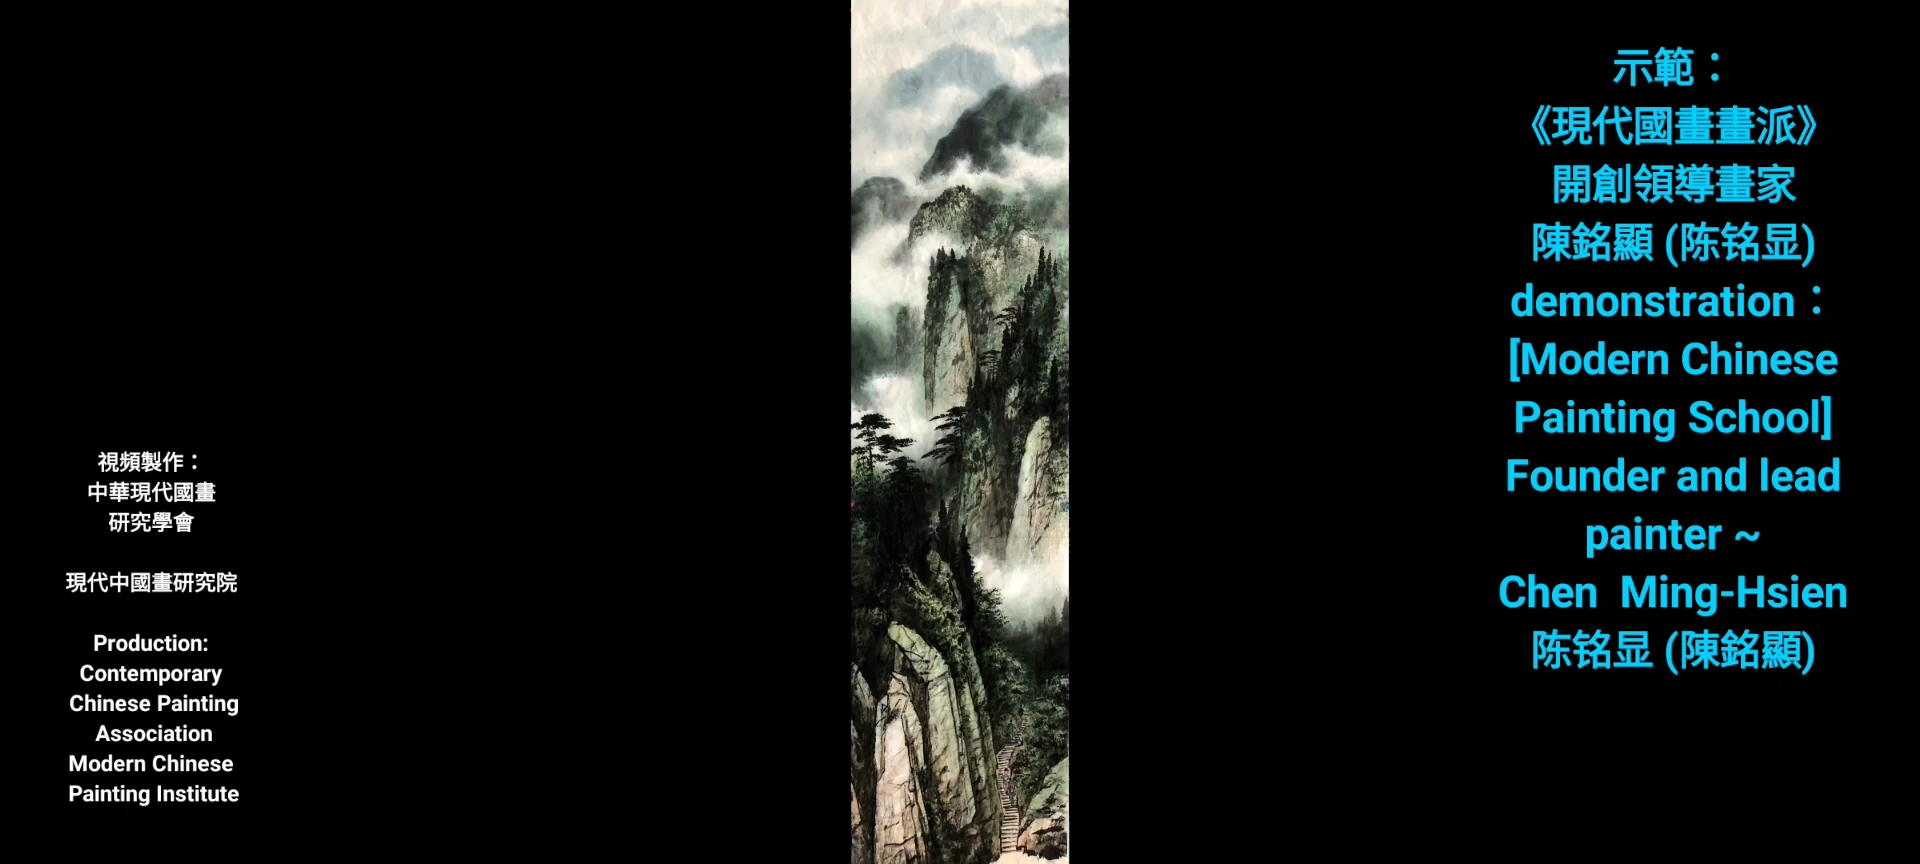 視頻製作：
中華現代國畫
研究學會
現代中國畫研究院
Production:
Contemporary
Chinese Painting
Association
Modern Chinese
Painting Institute
示範：
《現代國畫畫派》
開創領導畫家
陳銘顯 (陈铭显)
demonstration：
[Modern Chinese
Painting School]
Founder and lead
painter ~
Chen  Ming-Hsien
陈铭显 (陳銘顯)